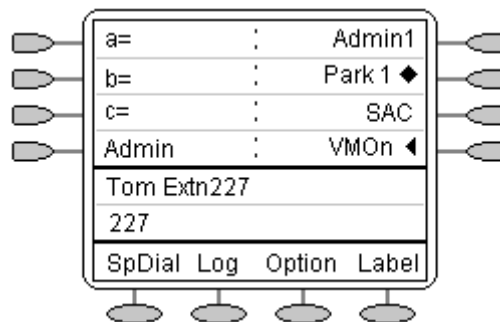 a= : Admin1
b= : Park 1 ◆
c= : SAC
Admin : VMOn ◀
Tom Extn227
227
SpDial Log Option Label